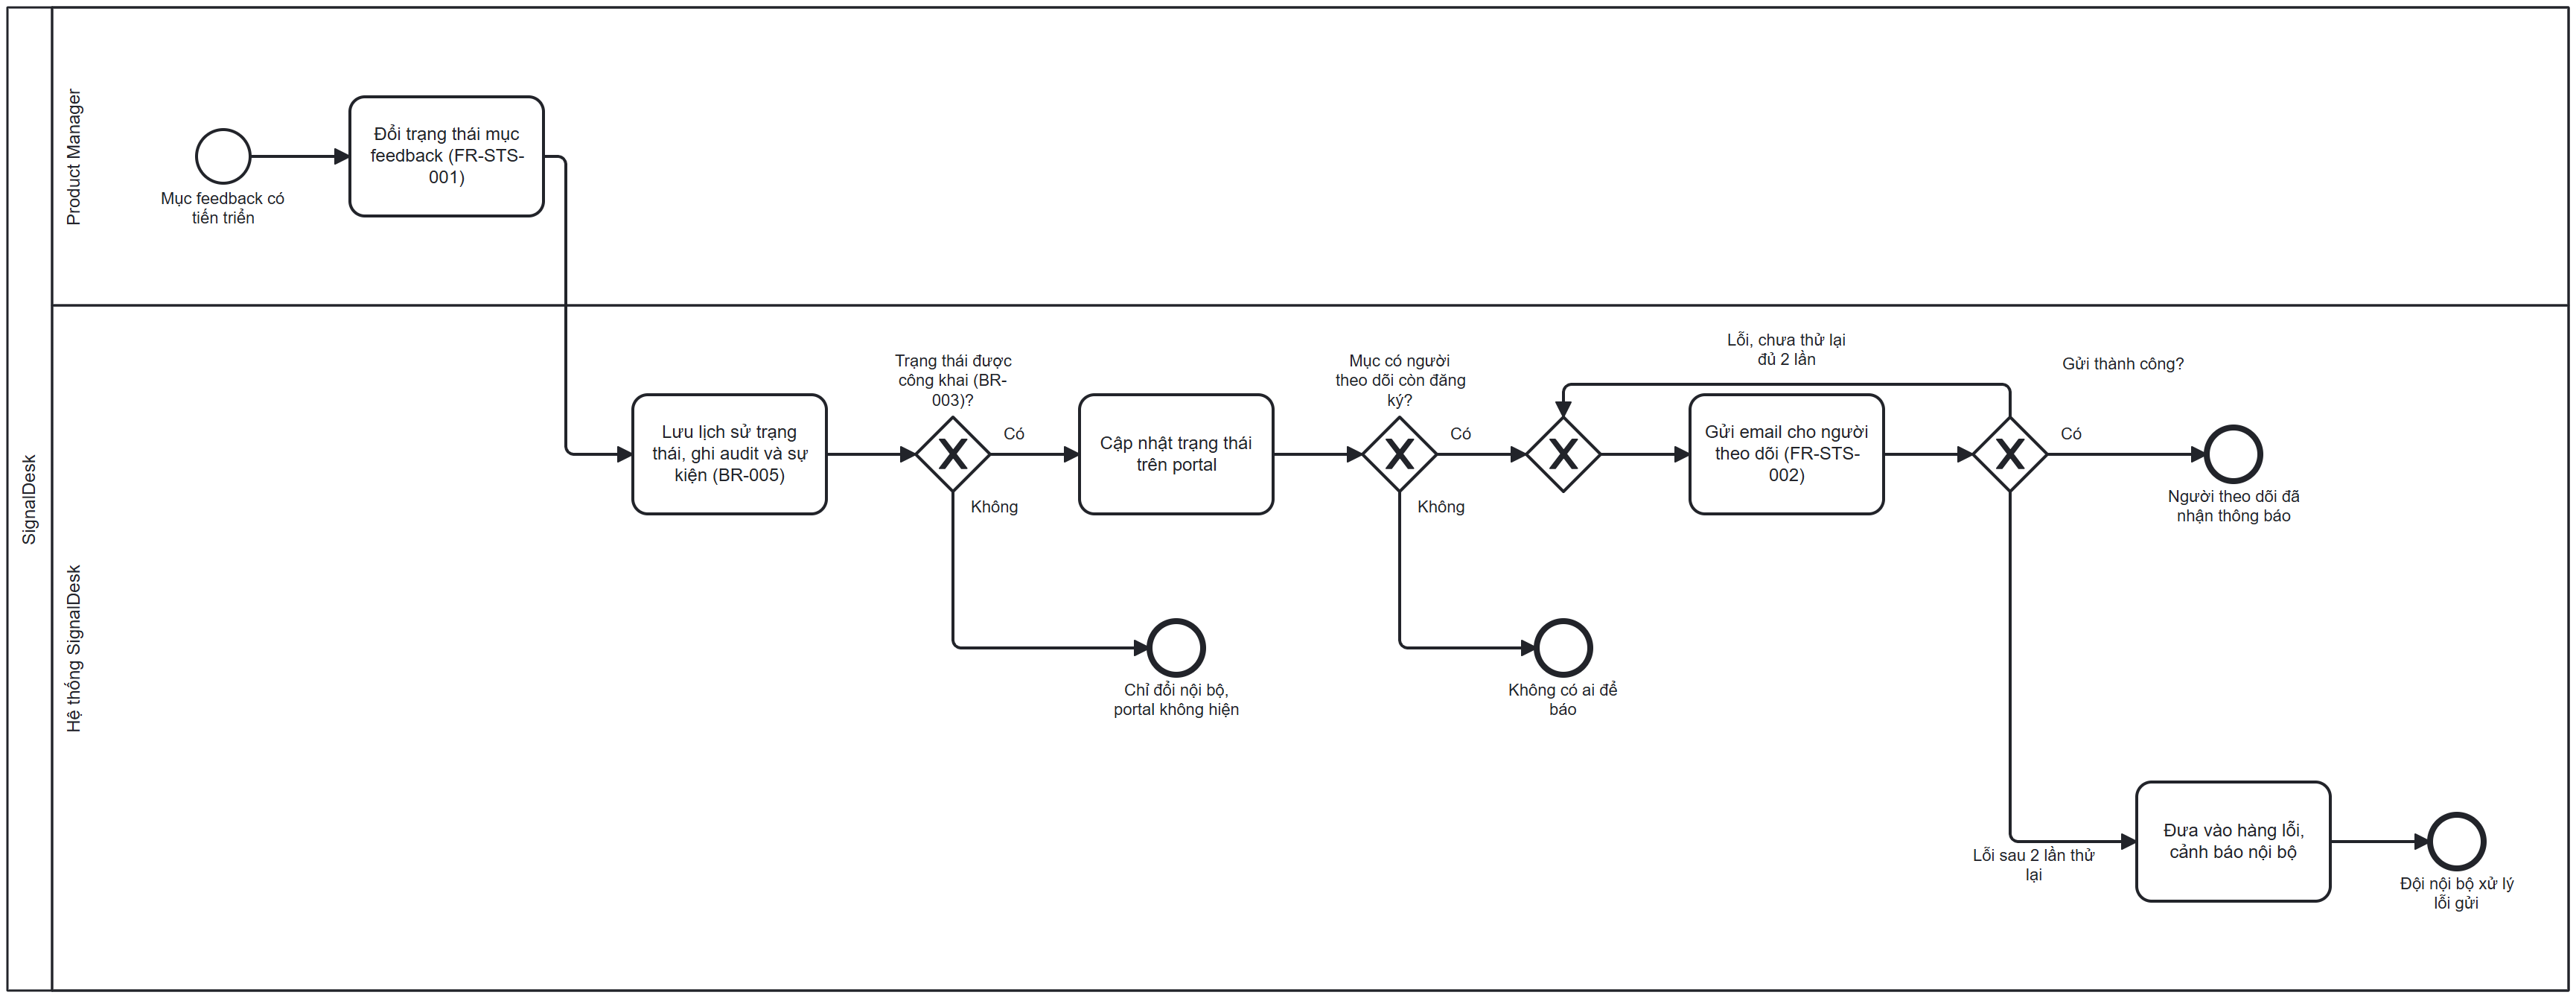 SignalDesk
Product Manager
Mục feedback có
tiến triển
Đổi trạng thái mục
feedback (FR-STS-
001)
Hệ thống SignalDesk
Lưu lịch sử trạng
thái, ghi audit và sự
kiện (BR-005)
Trạng thái được
công khai (BR-
003)?
Có
Không
Chỉ đổi nội bộ,
portal không hiện
Cập nhật trạng thái
trên portal
Mục có người
theo dõi còn đăng
ký?
Có
Không
Không có ai để
báo
Lỗi, chưa thử lại
đủ 2 lần
Gửi email cho người
theo dõi (FR-STS-
002)
Gửi thành công?
Có
Người theo dõi đã
nhận thông báo
Lỗi sau 2 lần thử
lại
Đưa vào hàng lỗi,
cảnh báo nội bộ
Đội nội bộ xử lý
lỗi gửi